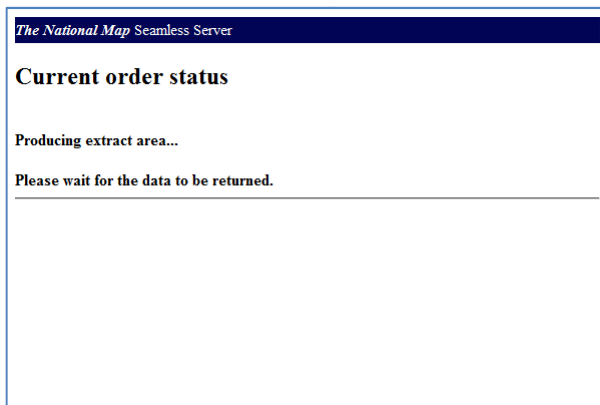 The National Map Seamless Server
Current order status
Producing extract area...
Please wait for the data to be returned.